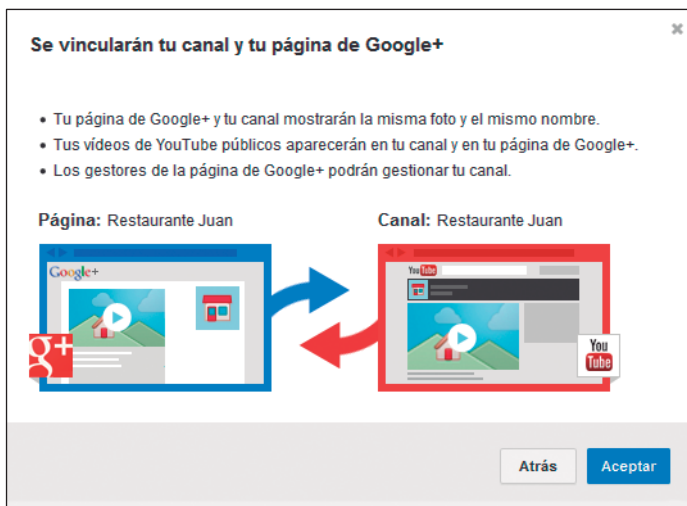 Se vincularán tu canal y tu página de Google+
• Tu página de Google+ y tu canal mostrarán la misma foto y el mismo nombre.
• Tus vídeos de YouTube públicos aparecerán en tu canal y en tu página de Google+.
• Los gestores de la página de Google+ podrán gestionar tu canal.
Página: Restaurante Juan
Canal: Restaurante Juan
Google+
YouTube
g+
You
Tube
Atrás
Aceptar